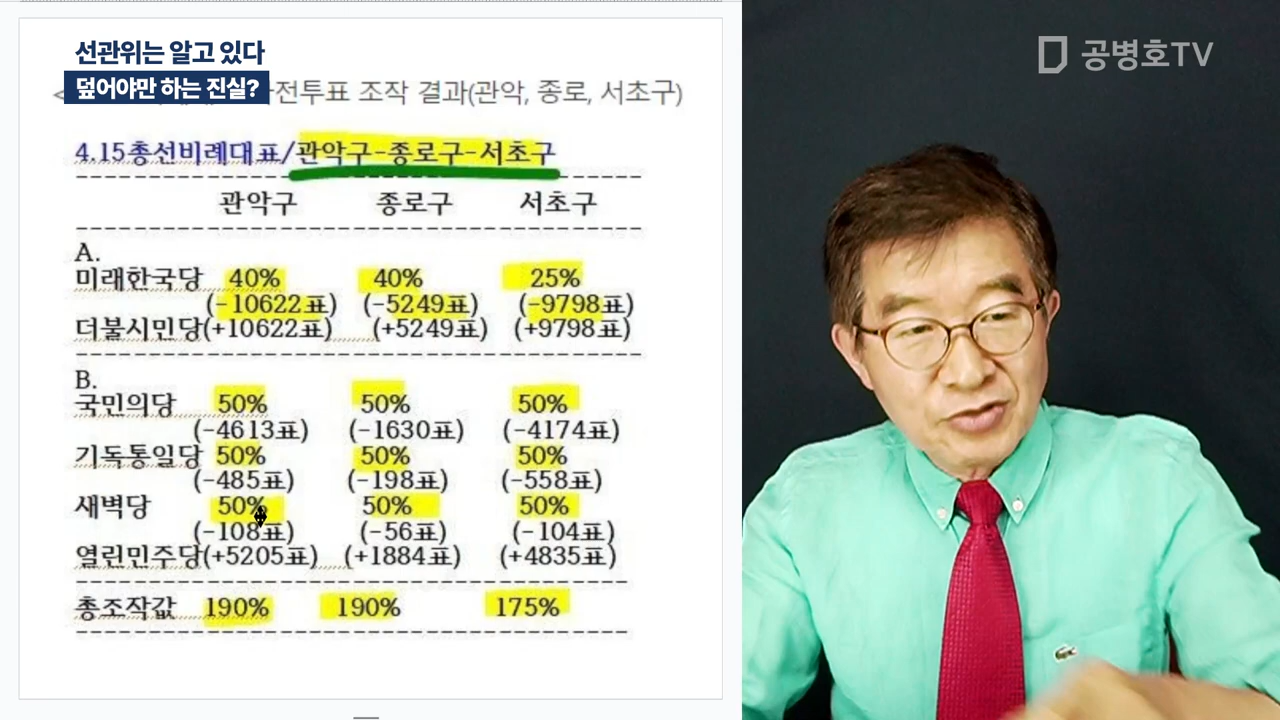 선관위는 알고 있다
덮어야만 하는 진실?
공병호TV
전투표 조작 결과(관악, 종로, 서초구)
4.15총선비례대표/관악구-종로구-서초구
관악구 종로구 서초구
A.
미래한국당 40% 40% 25%
(-10622표) (-5249표) (-9798표)
더불시민당(+10622표) (+5249표) (+9798표)
B.
국민의당 50% 50% 50%
(-4613표) (-1630표) (-4174표)
기독통일당 50% 50% 50%
(-485표) (-198표) (-558표)
새벽당 50% 50% 50%
(-108표) (-56표) (-104표)
열린민주당(+5205표) (+1884표) (+4835표)
총조작값 190% 190% 175%